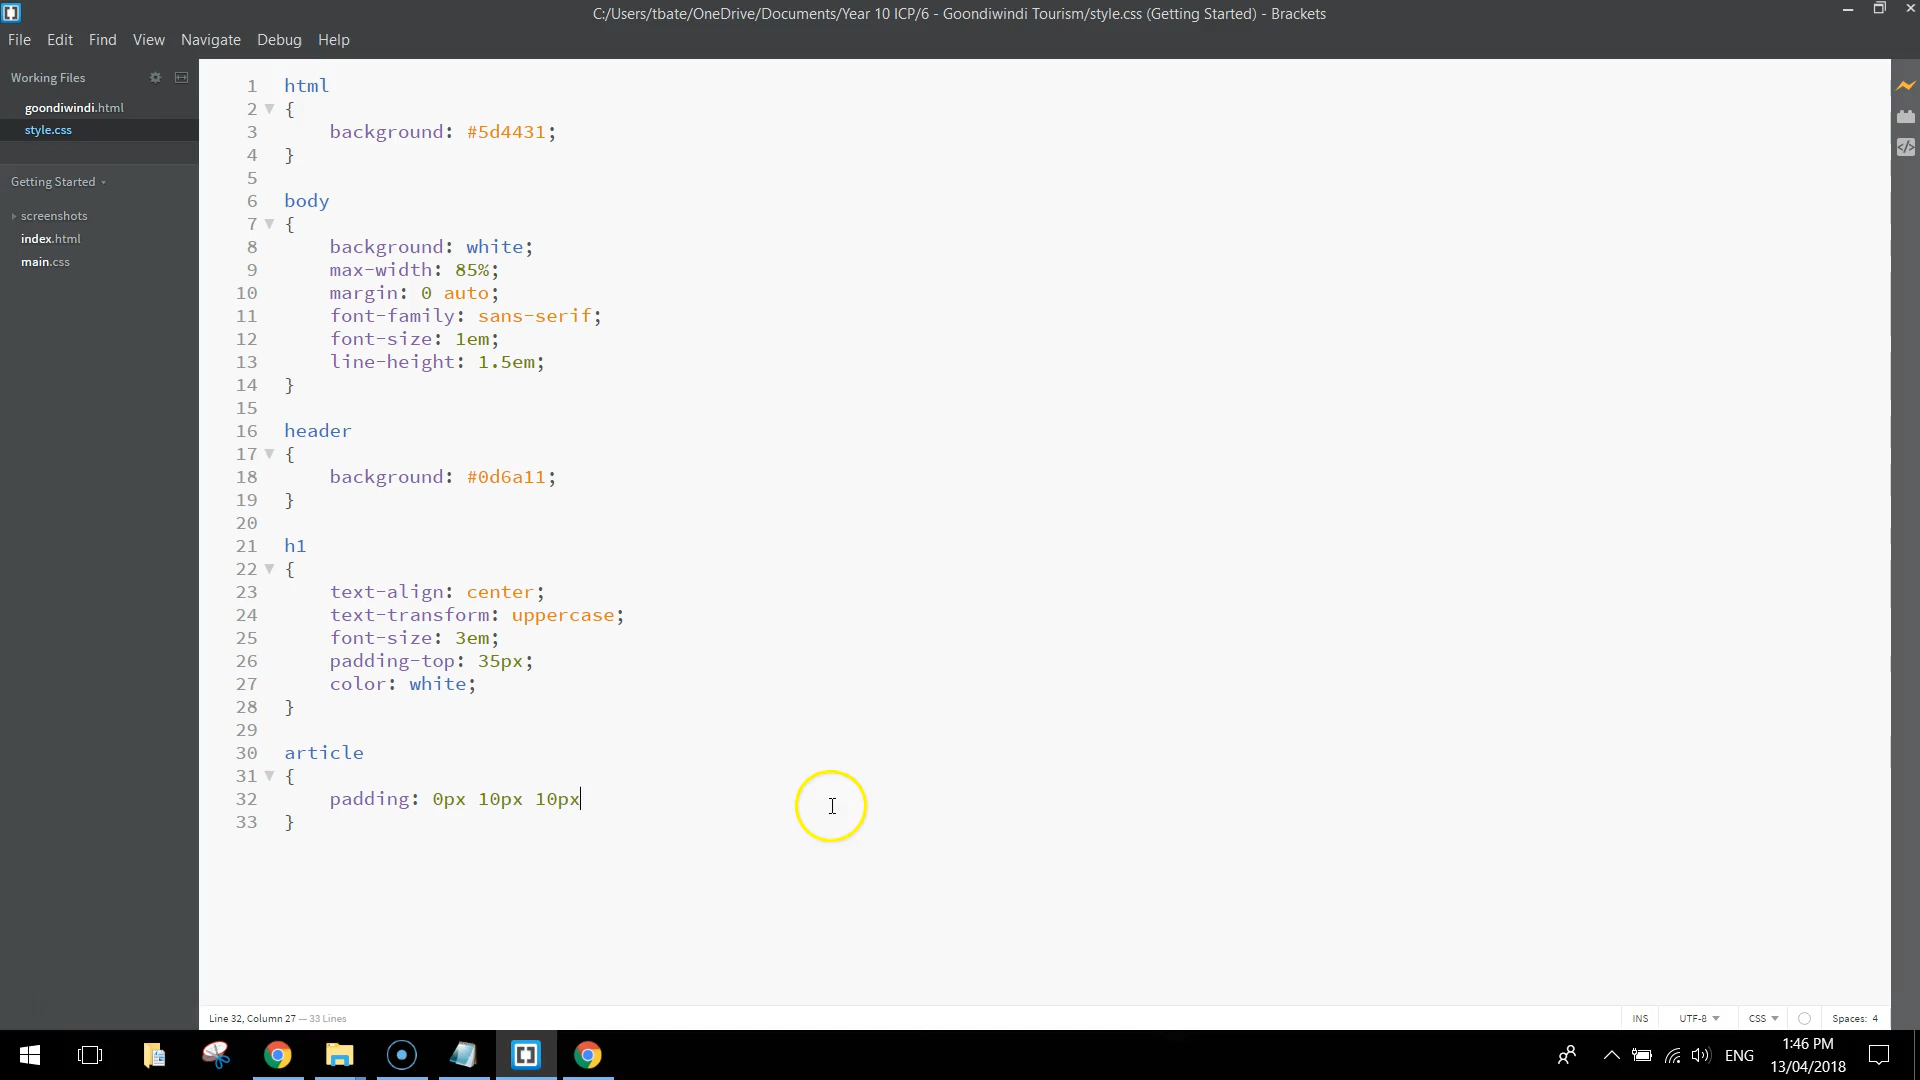 C:/Users/tbate/OneDrive/Documents/Year 10 ICP/6 - Goondiwindi Tourism/style.css (Getting Started) - Brackets
File Edit Find View Navigate Debug Help
Working Files
goondiwindi.html
style.css
Getting Started
screenshots
index.html
main.css
1 html
2 {
3 background: #5d4431;
4 }
5
6 body
7 {
8 background: white;
9 max-width: 85%;
10 margin: 0 auto;
11 font-family: sans-serif;
12 font-size: 1em;
13 line-height: 1.5em;
14 }
15
16 header
17 {
18 background: #0d6a11;
19 }
20
21 h1
22 {
23 text-align: center;
24 text-transform: uppercase;
25 font-size: 3em;
26 padding-top: 35px;
27 color: white;
28 }
29
30 article
31 {
32 padding: 0px 10px 10px
33 }
Line 32, Column 27 — 33 Lines
INS UTF-8 CSS Spaces: 4
ENG
1:46 PM
13/04/2018